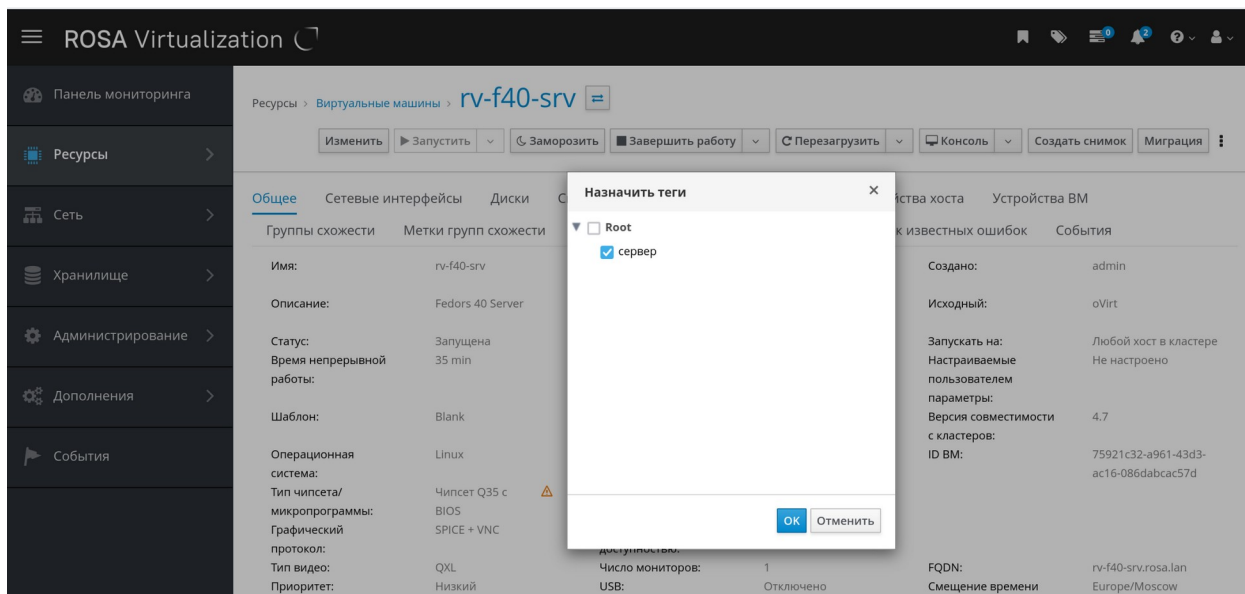 ROSA Virtualization
0
2
Панель мониторинга
Ресурсы
Сеть
Хранилище
Администрирование
Дополнения
События
Ресурсы > Виртуальные машины > rv-f40-srv
Изменить Запустить Заморозить Завершить работу Перезагрузить Консоль Создать снимок Миграция
Общее Сетевые интерфейсы Диски Устройства ВМ
Группы схожести Метки групп схожести известных ошибок События
Назначить теги
Root
сервер
OK Отменить
Имя: rv-f40-srv Создано: admin
Описание: Fedors 40 Server Исходный: oVirt
Статус: Запущена Запускать на: Любой хост в кластере
Время непрерывной 35 min Настраиваемые Не настроено
работы: пользователем
параметры:
Шаблон: Blank Версия совместимости 4.7
с кластеров:
Операционная Linux ID ВМ: 75921c32-a961-43d3-
система: ac16-086dabcac57d
Тип чипсета/ Чипсет Q35 с
микропрограммы: BIOS
Графический SPICE + VNC
протокол: доступностью:
Тип видео: QXL Число мониторов: 1 FQDN: rv-f40-srv.rosa.lan
Приоритет: Низкий USB: Отключено Смещение времени Europe/Moscow